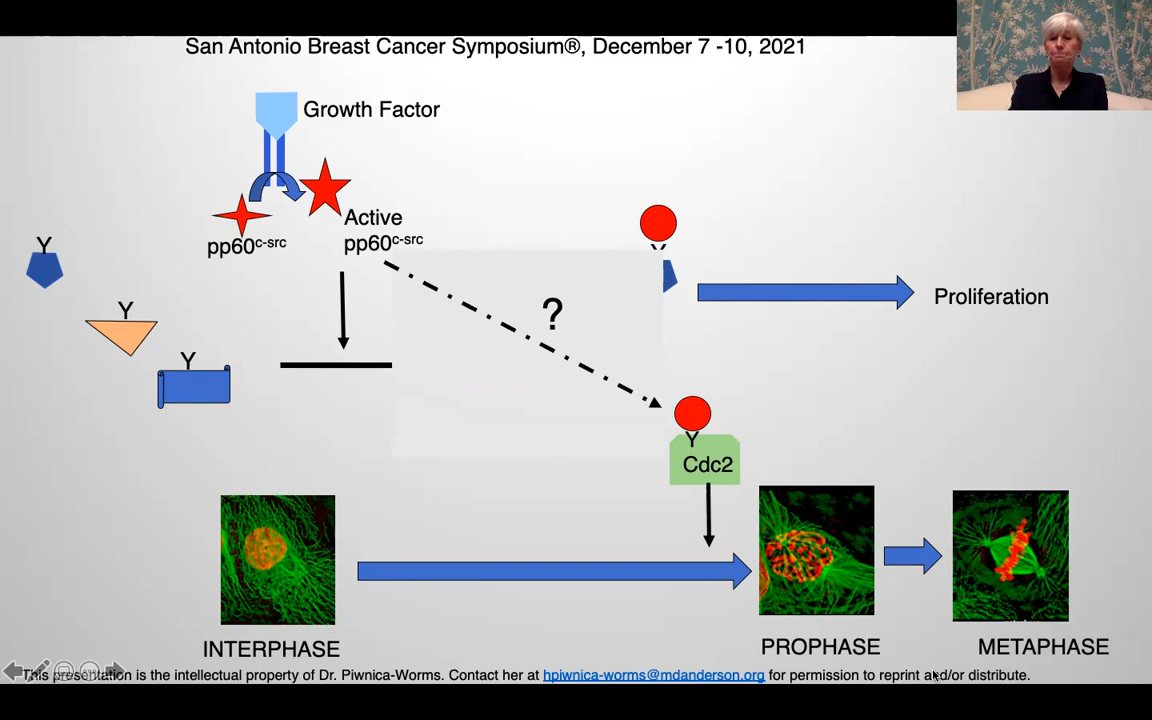 San Antonio Breast Cancer Symposium®, December 7 -10, 2021
Growth Factor
Active
pp60c-src
pp60c-src
Y
Y
Y
Y
?
Proliferation
Y
Cdc2
INTERPHASE
PROPHASE
METAPHASE
This presentation is the intellectual property of Dr. Piwnica-Worms. Contact her at hpiwnica-worms@mdanderson.org for permission to reprint and/or distribute.